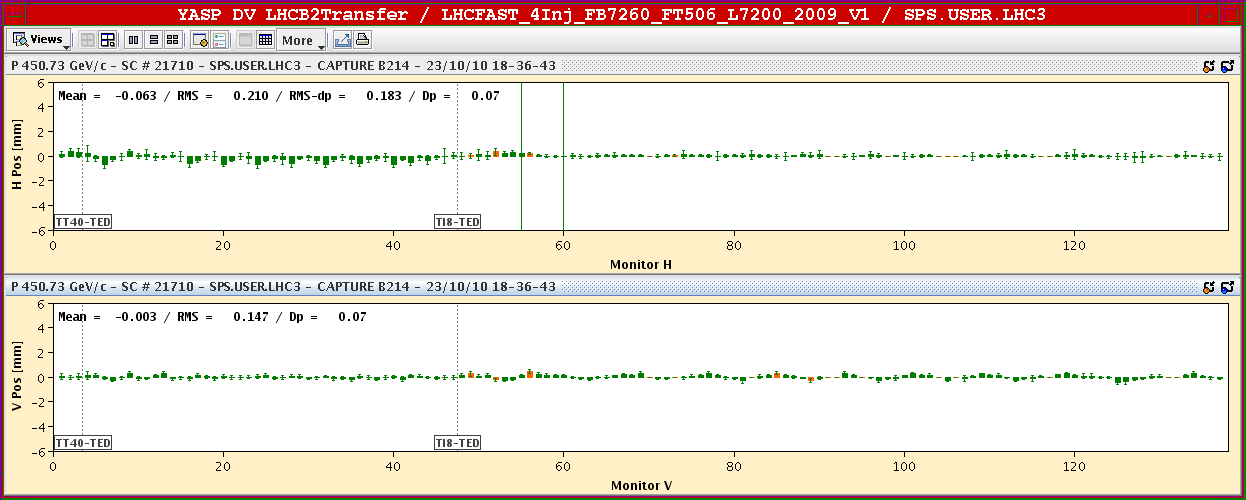 YASP DV LHCB2Transfer / LHCFAST_4Inj_FB7260_FT506_L7200_2009_V1 / SPS.USER.LHC3
Views More
P 450.73 GeV/c - SC # 21710 - SPS.USER.LHC3 - CAPTURE B214 - 23/10/10 18-36-43
Mean = -0.063 / RMS = 0.210 / RMS-dp = 0.183 / Dp = 0.07
H Pos [mm]
6
4
2
0
-2
-4
-6
TT40-TED TI8-TED
0 20 40 60 80 100 120
Monitor H
P 450.73 GeV/c - SC # 21710 - SPS.USER.LHC3 - CAPTURE B214 - 23/10/10 18-36-43
Mean = -0.003 / RMS = 0.147 / Dp = 0.07
V Pos [mm]
6
4
2
0
-2
-4
-6
TT40-TED TI8-TED
0 20 40 60 80 100 120
Monitor V